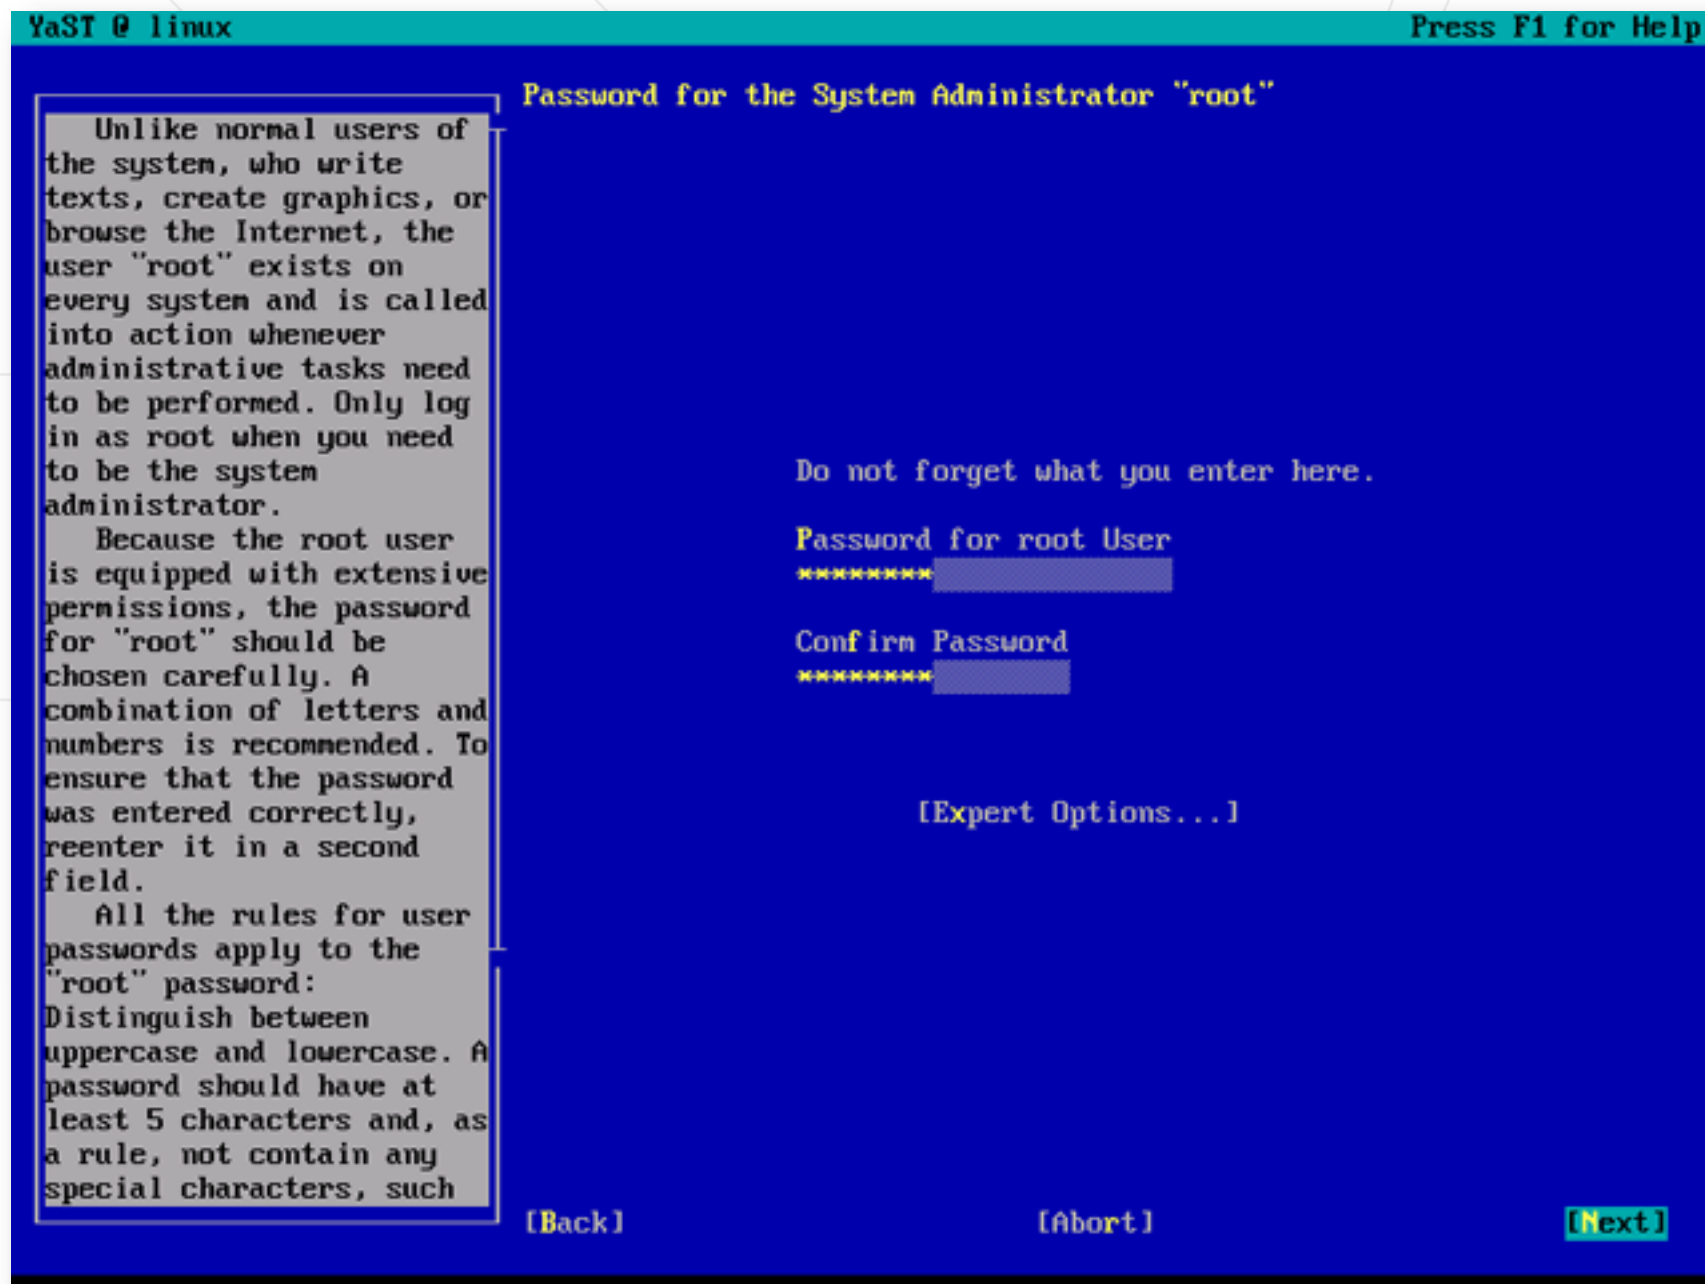 YaST @ linux
Press F1 for Help
Password for the System Administrator "root"
Unlike normal users of
the system, who write
texts, create graphics, or
browse the Internet, the
user "root" exists on
every system and is called
into action whenever
administrative tasks need
to be performed. Only log
in as root when you need
to be the system
administrator.
Because the root user
is equipped with extensive
permissions, the password
for "root" should be
chosen carefully. A
combination of letters and
numbers is recommended. To
ensure that the password
was entered correctly,
reenter it in a second
field.
All the rules for user
passwords apply to the
"root" password:
Distinguish between
uppercase and lowercase. A
password should have at
least 5 characters and, as
a rule, not contain any
special characters, such
Do not forget what you enter here.
Password for root User
********
Confirm Password
********
[Expert Options...]
[Back]
[Abort]
[Next]